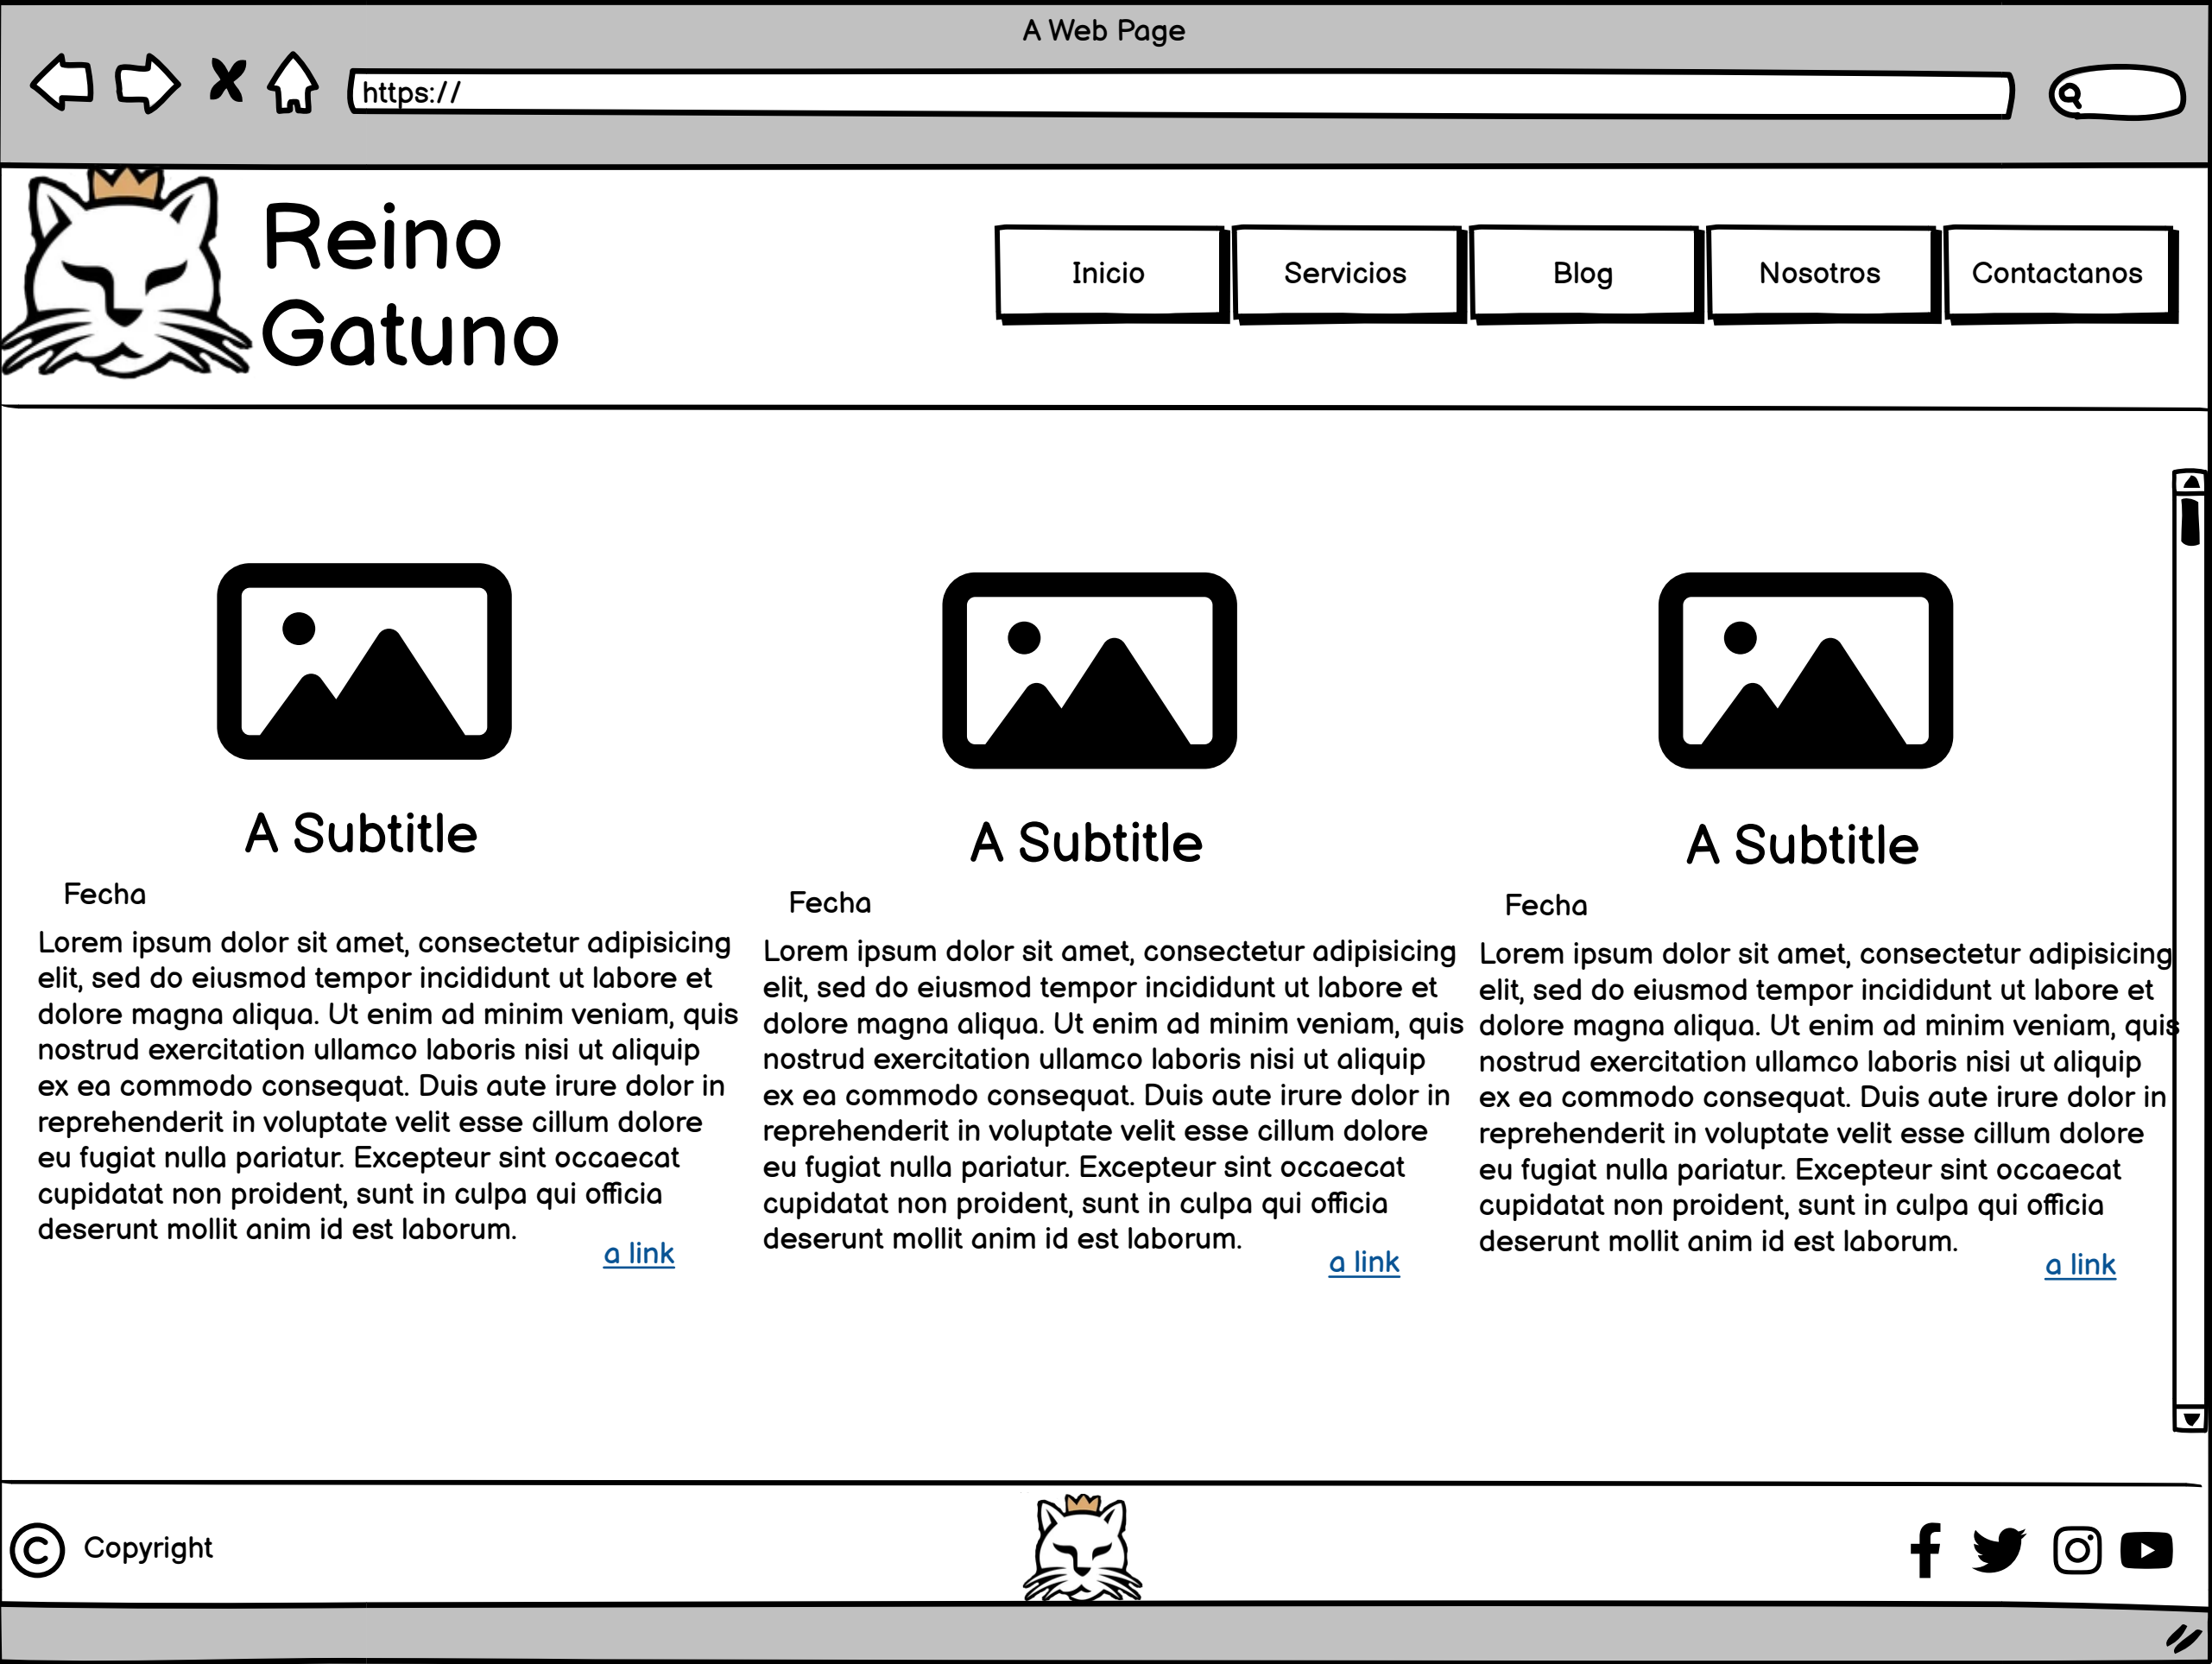 A Web Page
https://
Reino
Gatuno
Inicio
Servicios
Blog
Nosotros
Contactanos
A Subtitle
Fecha
Lorem ipsum dolor sit amet, consectetur adipisicing
elit, sed do eiusmod tempor incididunt ut labore et
dolore magna aliqua. Ut enim ad minim veniam, quis
nostrud exercitation ullamco laboris nisi ut aliquip
ex ea commodo consequat. Duis aute irure dolor in
reprehenderit in voluptate velit esse cillum dolore
eu fugiat nulla pariatur. Excepteur sint occaecat
cupidatat non proident, sunt in culpa qui officia
deserunt mollit anim id est laborum.
a link
A Subtitle
Fecha
Lorem ipsum dolor sit amet, consectetur adipisicing
elit, sed do eiusmod tempor incididunt ut labore et
dolore magna aliqua. Ut enim ad minim veniam, quis
nostrud exercitation ullamco laboris nisi ut aliquip
ex ea commodo consequat. Duis aute irure dolor in
reprehenderit in voluptate velit esse cillum dolore
eu fugiat nulla pariatur. Excepteur sint occaecat
cupidatat non proident, sunt in culpa qui officia
deserunt mollit anim id est laborum.
a link
A Subtitle
Fecha
Lorem ipsum dolor sit amet, consectetur adipisicing
elit, sed do eiusmod tempor incididunt ut labore et
dolore magna aliqua. Ut enim ad minim veniam, quis
nostrud exercitation ullamco laboris nisi ut aliquip
ex ea commodo consequat. Duis aute irure dolor in
reprehenderit in voluptate velit esse cillum dolore
eu fugiat nulla pariatur. Excepteur sint occaecat
cupidatat non proident, sunt in culpa qui officia
deserunt mollit anim id est laborum.
a link
© Copyright